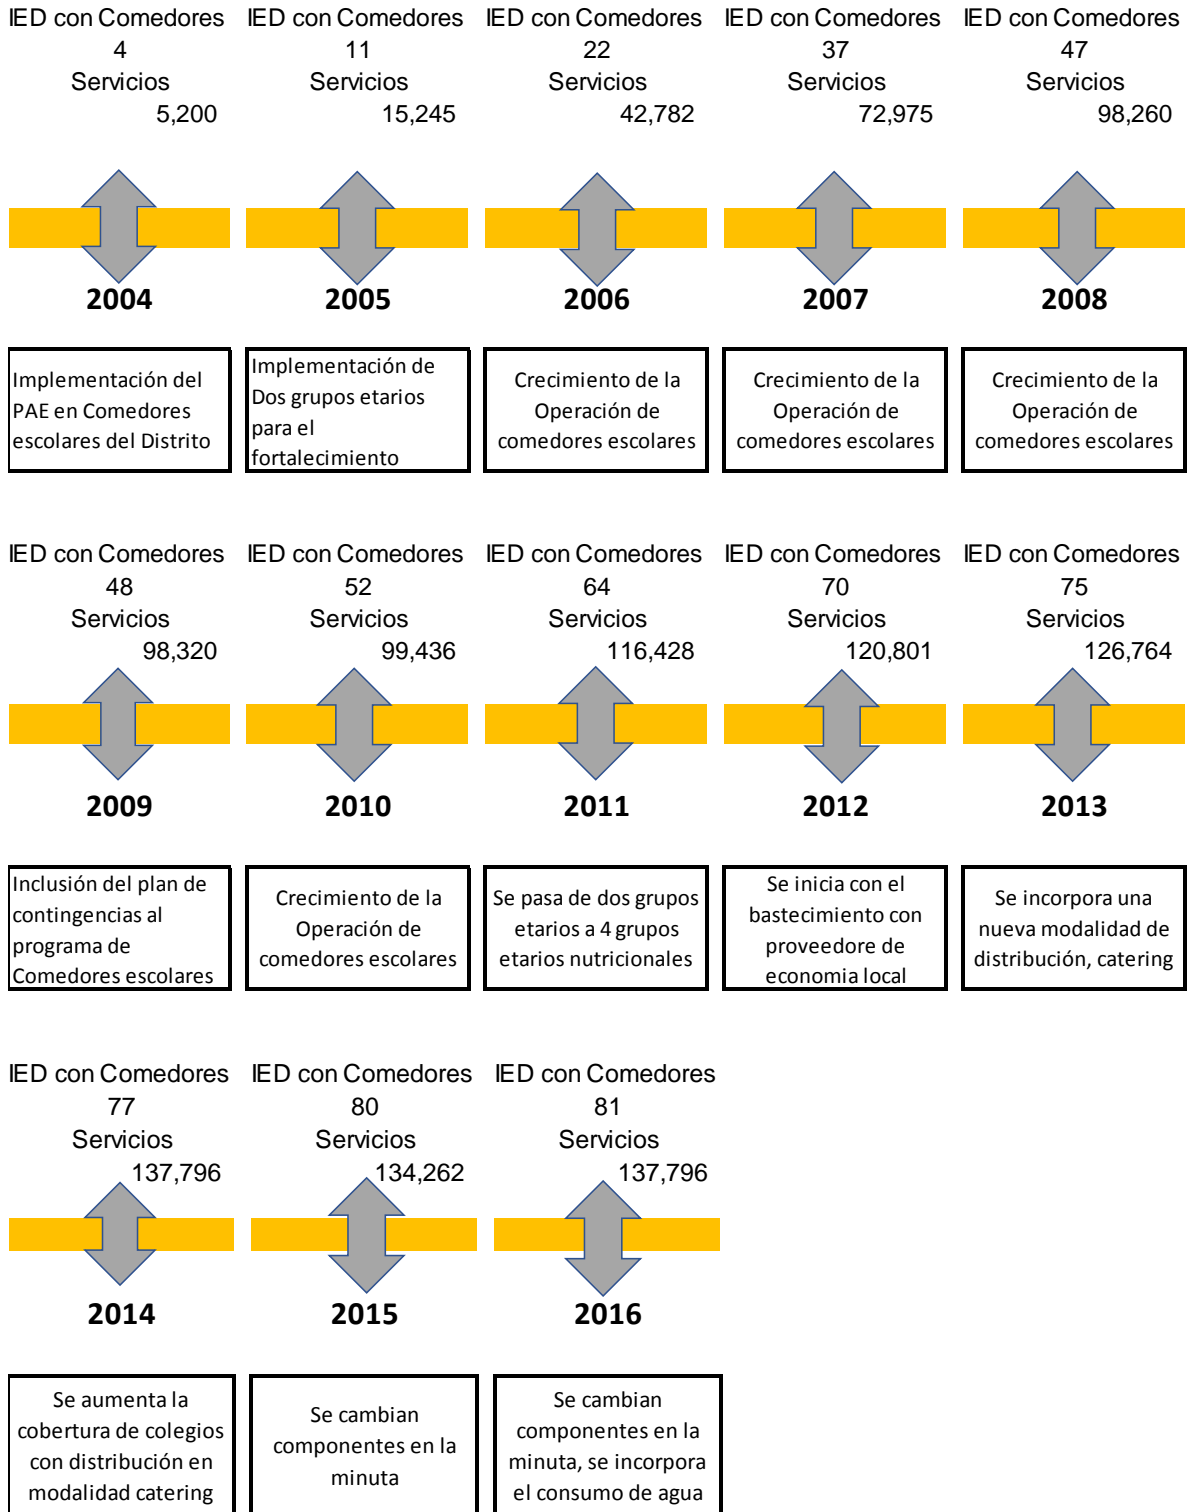 IED con Comedores
4
Servicios
5,200
2004
Implementación del
PAE en Comedores
escolares del Distrito
IED con Comedores
11
Servicios
15,245
2005
Implementación de
Dos grupos etarios
para el
fortalecimiento
IED con Comedores
22
Servicios
42,782
2006
Crecimiento de la
Operación de
comedores escolares
IED con Comedores
37
Servicios
72,975
2007
Crecimiento de la
Operación de
comedores escolares
IED con Comedores
47
Servicios
98,260
2008
Crecimiento de la
Operación de
comedores escolares
IED con Comedores
48
Servicios
98,320
2009
Inclusión del plan de
contingencias al
programa de
Comedores escolares
IED con Comedores
52
Servicios
99,436
2010
Crecimiento de la
Operación de
comedores escolares
IED con Comedores
64
Servicios
116,428
2011
Se pasa de dos grupos
etarios a 4 grupos
etarios nutricionales
IED con Comedores
70
Servicios
120,801
2012
Se inicia con el
bastecimiento con
proveedore de
economia local
IED con Comedores
75
Servicios
126,764
2013
Se incorpora una
nueva modalidad de
distribución, catering
IED con Comedores
77
Servicios
137,796
2014
Se aumenta la
cobertura de colegios
con distribución en
modalidad catering
IED con Comedores
80
Servicios
134,262
2015
Se cambian
componentes en la
minuta
IED con Comedores
81
Servicios
137,796
2016
Se cambian
componentes en la
minuta, se incorpora
el consumo de agua